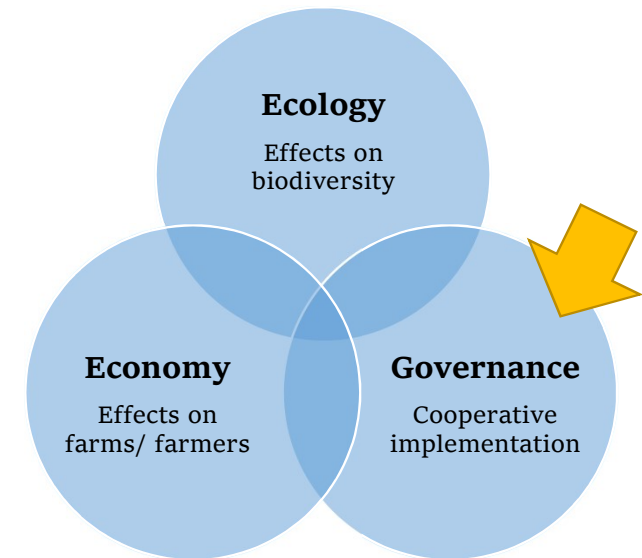 Ecology
Effects on
biodiversity
Economy
Effects on
farms/ farmers
Governance
Cooperative
implementation